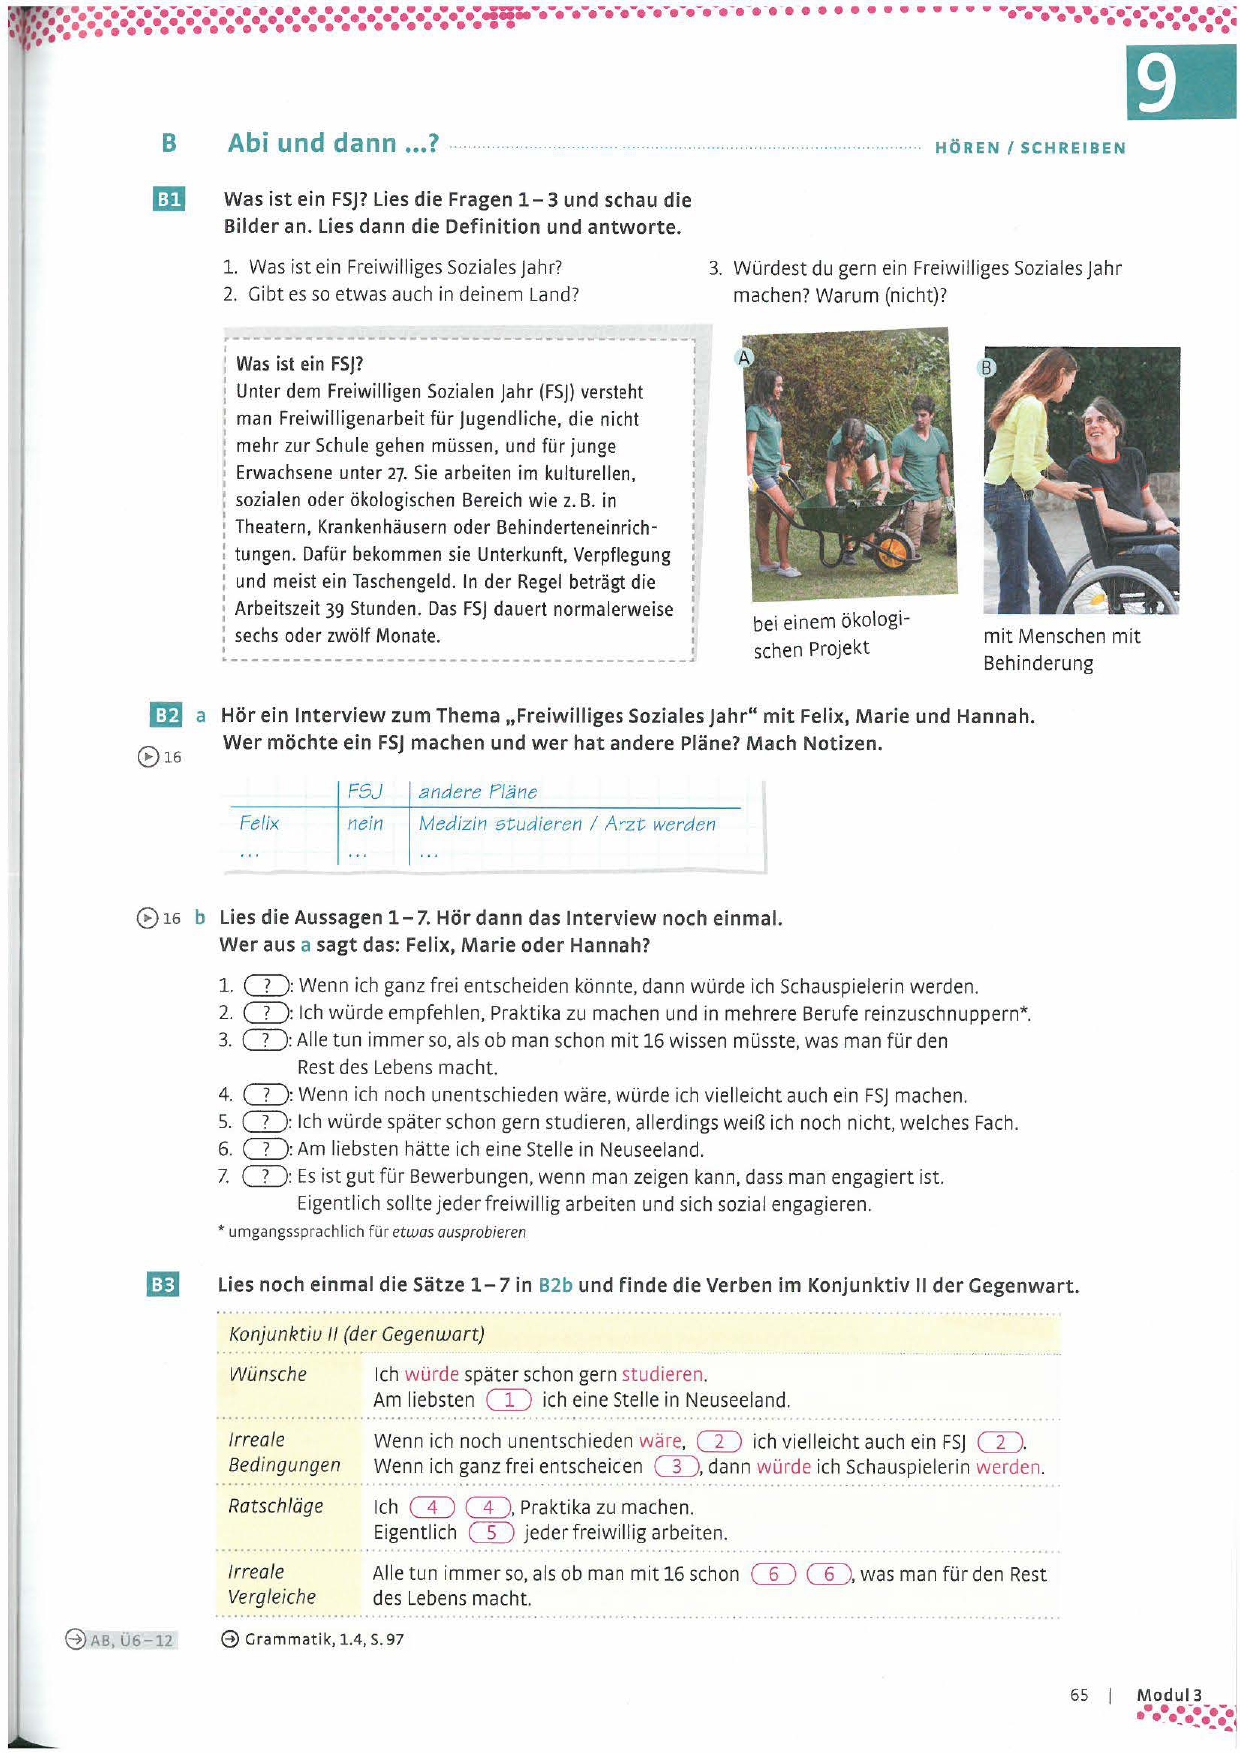 9
B Abi und dann ...? HÖREN / SCHREIBEN
B1 Was ist ein FSJ? Lies die Fragen 1–3 und schau die
Bilder an. Lies dann die Definition und antworte.
1. Was ist ein Freiwilliges Soziales Jahr?
2. Gibt es so etwas auch in deinem Land?
3. Würdest du gern ein Freiwilliges Soziales Jahr
machen? Warum (nicht)?
Was ist ein FSJ?
Unter dem Freiwilligen Sozialen Jahr (FSJ) versteht
man Freiwilligenarbeit für Jugendliche, die nicht
mehr zur Schule gehen müssen, und für junge
Erwachsene unter 27. Sie arbeiten im kulturellen,
sozialen oder ökologischen Bereich wie z. B. in
Theatern, Krankenhäusern oder Behinderteneinrich-
tungen. Dafür bekommen sie Unterkunft, Verpflegung
und meist ein Taschengeld. In der Regel beträgt die
Arbeitszeit 39 Stunden. Das FSJ dauert normalerweise
sechs oder zwölf Monate.
A
bei einem ökologi-
schen Projekt
B
mit Menschen mit
Behinderung
B2 a Hör ein Interview zum Thema „Freiwilliges Soziales Jahr“ mit Felix, Marie und Hannah.
Wer möchte ein FSJ machen und wer hat andere Pläne? Mach Notizen.
16
FSJ andere Pläne
Felix nein Medizin studieren / Arzt werden
... ... ...
16 b Lies die Aussagen 1–7. Hör dann das Interview noch einmal.
Wer aus a sagt das: Felix, Marie oder Hannah?
1. ( ? ): Wenn ich ganz frei entscheiden könnte, dann würde ich Schauspielerin werden.
2. ( ? ): Ich würde empfehlen, Praktika zu machen und in mehrere Berufe reinzuschnuppern*.
3. ( ? ): Alle tun immer so, als ob man schon mit 16 wissen müsste, was man für den
Rest des Lebens macht.
4. ( ? ): Wenn ich noch unentschieden wäre, würde ich vielleicht auch ein FSJ machen.
5. ( ? ): Ich würde später schon gern studieren, allerdings weiß ich noch nicht, welches Fach.
6. ( ? ): Am liebsten hätte ich eine Stelle in Neuseeland.
7. ( ? ): Es ist gut für Bewerbungen, wenn man zeigen kann, dass man engagiert ist.
Eigentlich sollte jeder freiwillig arbeiten und sich sozial engagieren.
* umgangssprachlich für etwas ausprobieren
B3 Lies noch einmal die Sätze 1–7 in B2b und finde die Verben im Konjunktiv II der Gegenwart.
Konjunktiv II (der Gegenwart)
Wünsche Ich würde später schon gern studieren.
Am liebsten ( 1 ) ich eine Stelle in Neuseeland.
Irreale Wenn ich noch unentschieden wäre, ( 2 ) ich vielleicht auch ein FSJ ( 2 ).
Bedingungen Wenn ich ganz frei entscheicen ( 3 ), dann würde ich Schauspielerin werden.
Ratschläge Ich ( 4 ) ( 4 ), Praktika zu machen.
Eigentlich ( 5 ) jeder freiwillig arbeiten.
Irreale Alle tun immer so, als ob man mit 16 schon ( 6 ) ( 6 ), was man für den Rest
Vergleiche des Lebens macht.
AB, Ü6–12 Grammatik, 1.4, S. 97
65 | Modul 3